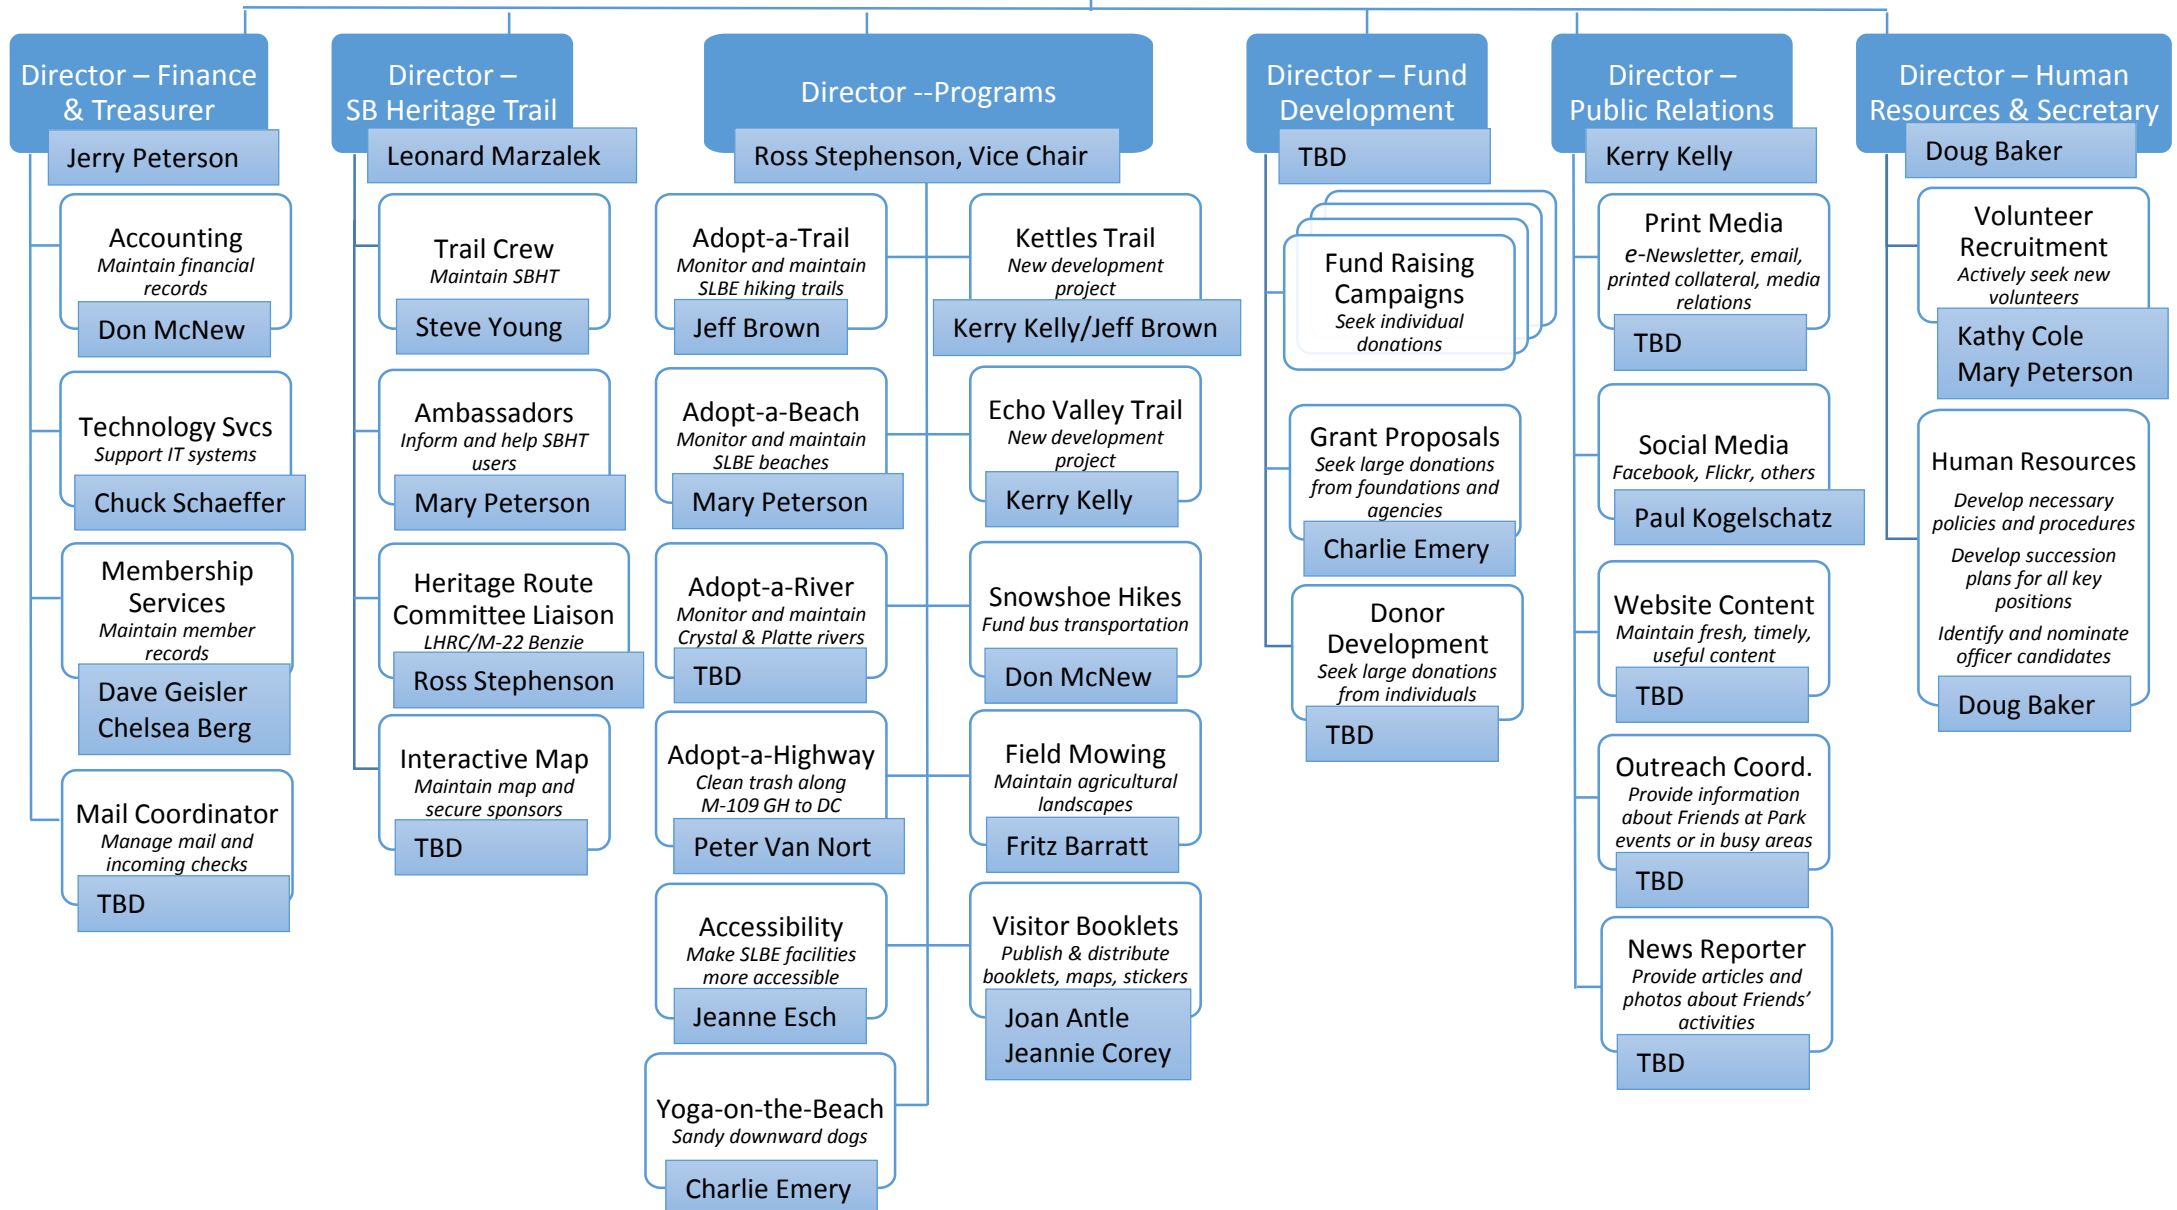 Director – Finance
& Treasurer
Jerry Peterson
Accounting
Maintain financial
records
Don McNew
Technology Svcs
Support IT systems
Chuck Schaeffer
Membership
Services
Maintain member
records
Dave Geisler
Chelsea Berg
Mail Coordinator
Manage mail and
incoming checks
TBD
Director –
SB Heritage Trail
Leonard Marzalek
Trail Crew
Maintain SBHT
Steve Young
Ambassadors
Inform and help SBHT
users
Mary Peterson
Heritage Route
Committee Liaison
LHRC/M-22 Benzie
Ross Stephenson
Interactive Map
Maintain map and
secure sponsors
TBD
Director --Programs
Ross Stephenson, Vice Chair
Adopt-a-Trail
Monitor and maintain
SLBE hiking trails
Jeff Brown
Kettles Trail
New development
project
Kerry Kelly/Jeff Brown
Adopt-a-Beach
Monitor and maintain
SLBE beaches
Mary Peterson
Echo Valley Trail
New development
project
Kerry Kelly
Adopt-a-River
Monitor and maintain
Crystal & Platte rivers
TBD
Snowshoe Hikes
Fund bus transportation
Don McNew
Adopt-a-Highway
Clean trash along
M-109 GH to DC
Peter Van Nort
Field Mowing
Maintain agricultural
landscapes
Fritz Barratt
Accessibility
Make SLBE facilities
more accessible
Jeanne Esch
Visitor Booklets
Publish & distribute
booklets, maps, stickers
Joan Antle
Jeannie Corey
Yoga-on-the-Beach
Sandy downward dogs
Charlie Emery
Director – Fund
Development
TBD
Fund Raising
Campaigns
Seek individual
donations
Grant Proposals
Seek large donations
from foundations and
agencies
Charlie Emery
Donor
Development
Seek large donations
from individuals
TBD
Director –
Public Relations
Kerry Kelly
Print Media
e-Newsletter, email,
printed collateral, media
relations
TBD
Social Media
Facebook, Flickr, others
Paul Kogelschatz
Website Content
Maintain fresh, timely,
useful content
TBD
Outreach Coord.
Provide information
about Friends at Park
events or in busy areas
TBD
News Reporter
Provide articles and
photos about Friends’
activities
TBD
Director – Human
Resources & Secretary
Doug Baker
Volunteer
Recruitment
Actively seek new
volunteers
Kathy Cole
Mary Peterson
Human Resources
Develop necessary
policies and procedures
Develop succession
plans for all key
positions
Identify and nominate
officer candidates
Doug Baker